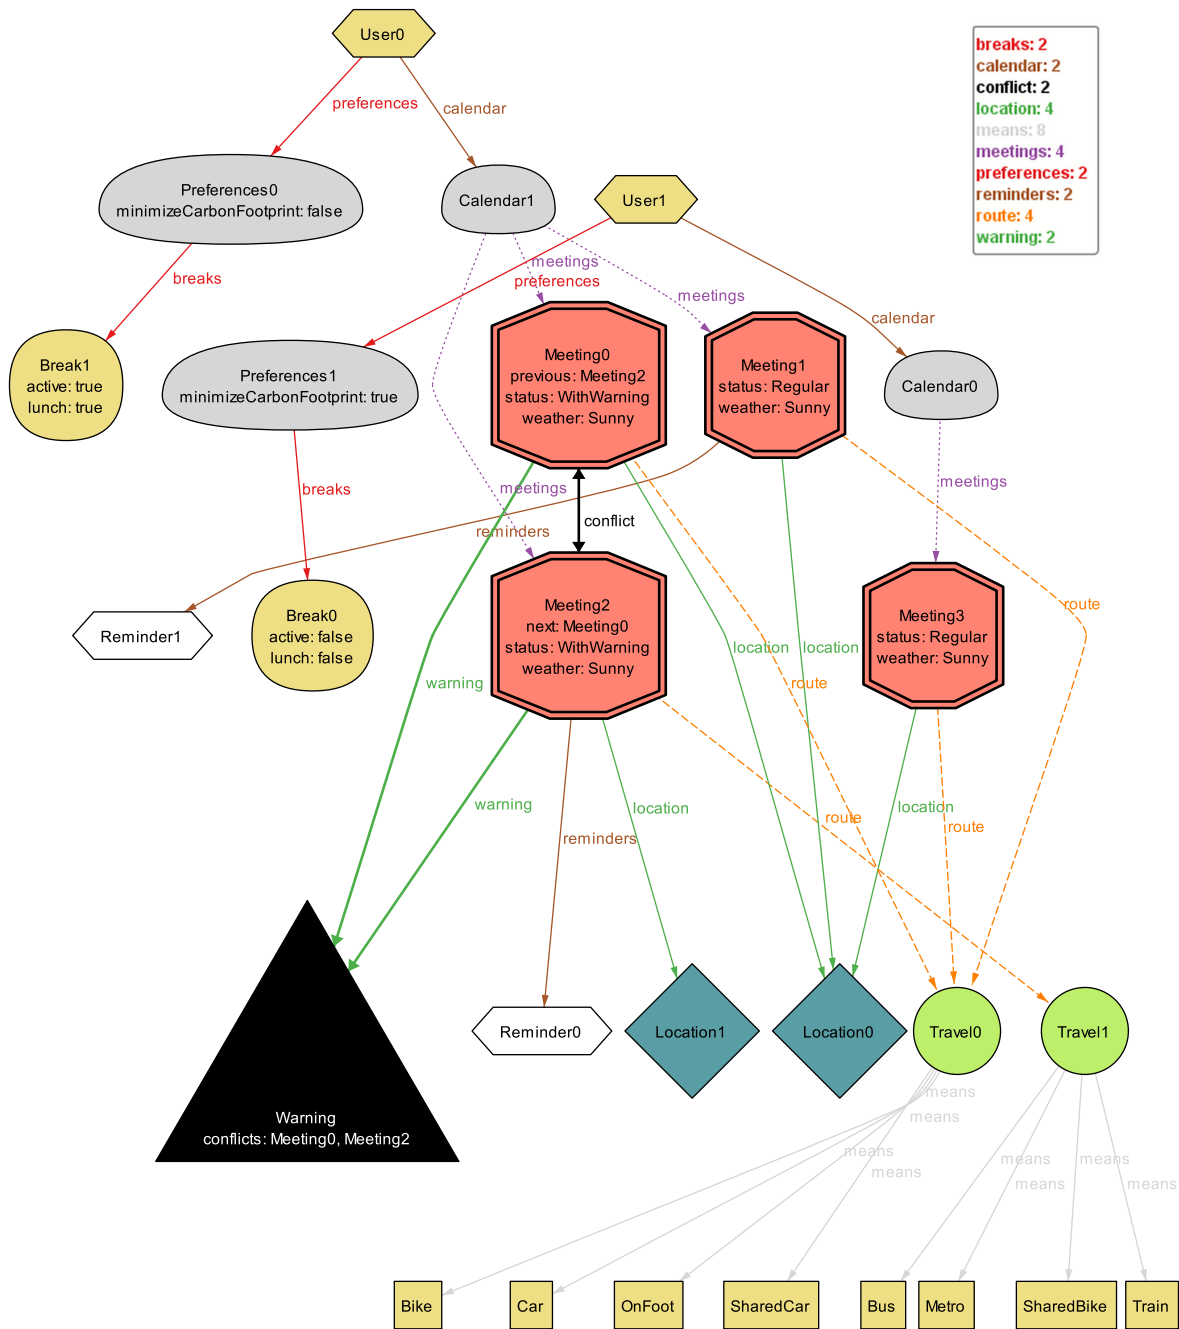 User0
breaks: 2
calendar: 2
conflict: 2
location: 4
means: 8
meetings: 4
preferences: 2
reminders: 2
route: 4
warning: 2
preferences
calendar
Preferences0
minimizeCarbonFootprint: false
Calendar1
User1
breaks
meetings
preferences
meetings
calendar
Break1
active: true
lunch: true
Preferences1
minimizeCarbonFootprint: true
Meeting0
previous: Meeting2
status: WithWarning
weather: Sunny
Meeting1
status: Regular
weather: Sunny
Calendar0
breaks
meetings
meetings
reminders
conflict
Reminder1
Break0
active: false
lunch: false
Meeting2
next: Meeting0
status: WithWarning
weather: Sunny
Meeting3
status: Regular
weather: Sunny
route
location
location
warning
route
warning
location
location
route
route
reminders
Warning
conflicts: Meeting0, Meeting2
Reminder0
Location1
Location0
Travel0
Travel1
means
means
means
means
means
means
means
means
Bike
Car
OnFoot
SharedCar
Bus
Metro
SharedBike
Train